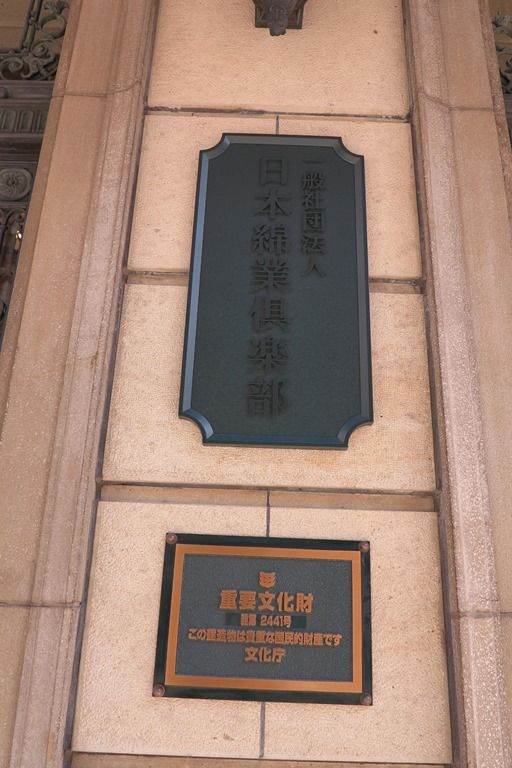 一般社団法人
日本綿業倶楽部
重要文化財
建第 2441号
この建造物は貴重な国民的財産です
文化庁